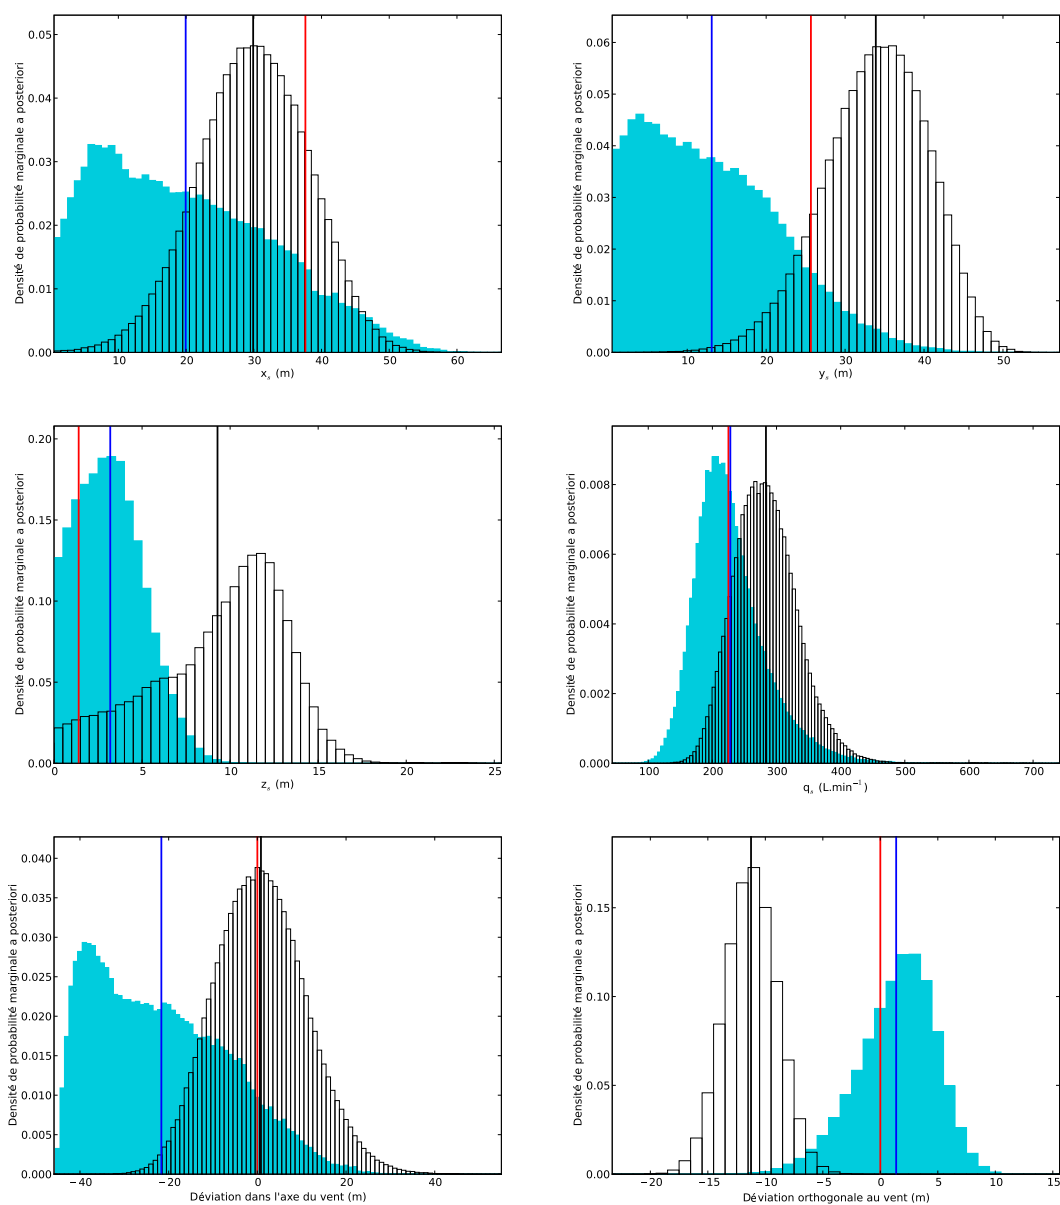 Densité de probabilité marginale a posteriori
0.05
0.04
0.03
0.02
0.01
0.00
10 20 30 40 50 60
x_s (m)
Densité de probabilité marginale a posteriori
0.06
0.05
0.04
0.03
0.02
0.01
0.00
10 20 30 40 50
y_s (m)
Densité de probabilité marginale a posteriori
0.20
0.15
0.10
0.05
0.00
0 5 10 15 20 25
z_s (m)
Densité de probabilité marginale a posteriori
0.008
0.006
0.004
0.002
0.000
100 200 300 400 500 600 700
q_s (L.min⁻¹)
Densité de probabilité marginale a posteriori
0.040
0.035
0.030
0.025
0.020
0.015
0.010
0.005
0.000
−40 −20 0 20 40
Déviation dans l'axe du vent (m)
Densité de probabilité marginale a posteriori
0.15
0.10
0.05
0.00
−20 −15 −10 −5 0 5 10 15
Déviation orthogonale au vent (m)